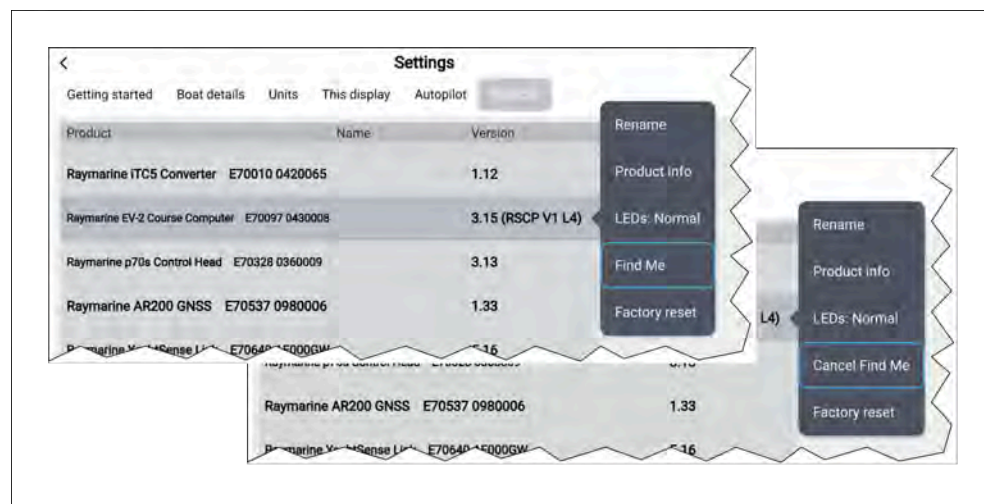 Settings
Getting started Boat details Units This display Autopilot
Product Name Version
Raymarine iTC5 Converter E70010 0420065 1.12
Raymarine EV-2 Course Computer E70097 0430008 3.15 (RSCP V1 L4)
Raymarine p70s Control Head E70328 0360009 3.13
Raymarine AR200 GNSS E70537 0980006 1.33
Rename
Product info
LEDs: Normal
Find Me
Factory reset
L4)
Raymarine AR200 GNSS E70537 0980006 1.33
Rename
Product info
LEDs: Normal
Cancel Find Me
Factory reset